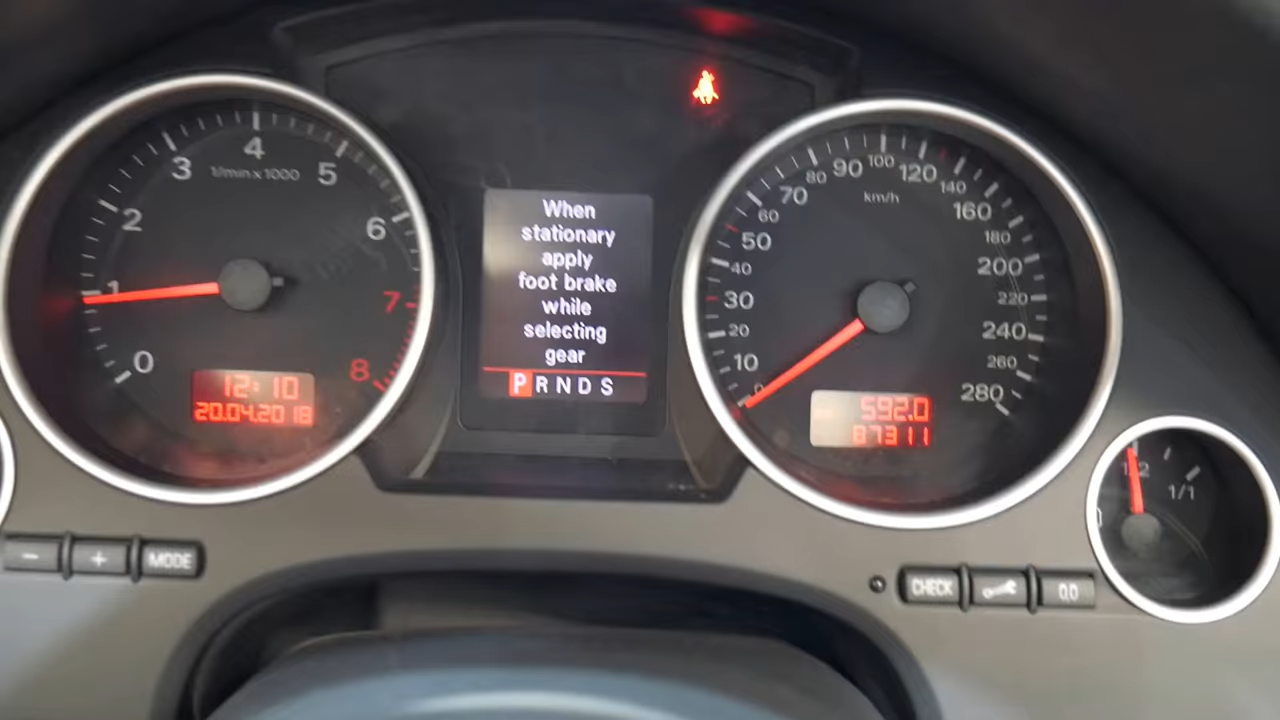 0
1
2
3
4
5
6
7
8
1/min x 1000
12:10
20.04.2018
When
stationary
apply
foot brake
while
selecting
gear
P R N D S
0
10
20
30
40
50
60
70
80
90
100
120
140
160
180
200
220
240
260
280
km/h
592.0
87311
1/2
1/1
− + MODE
CHECK 0.0